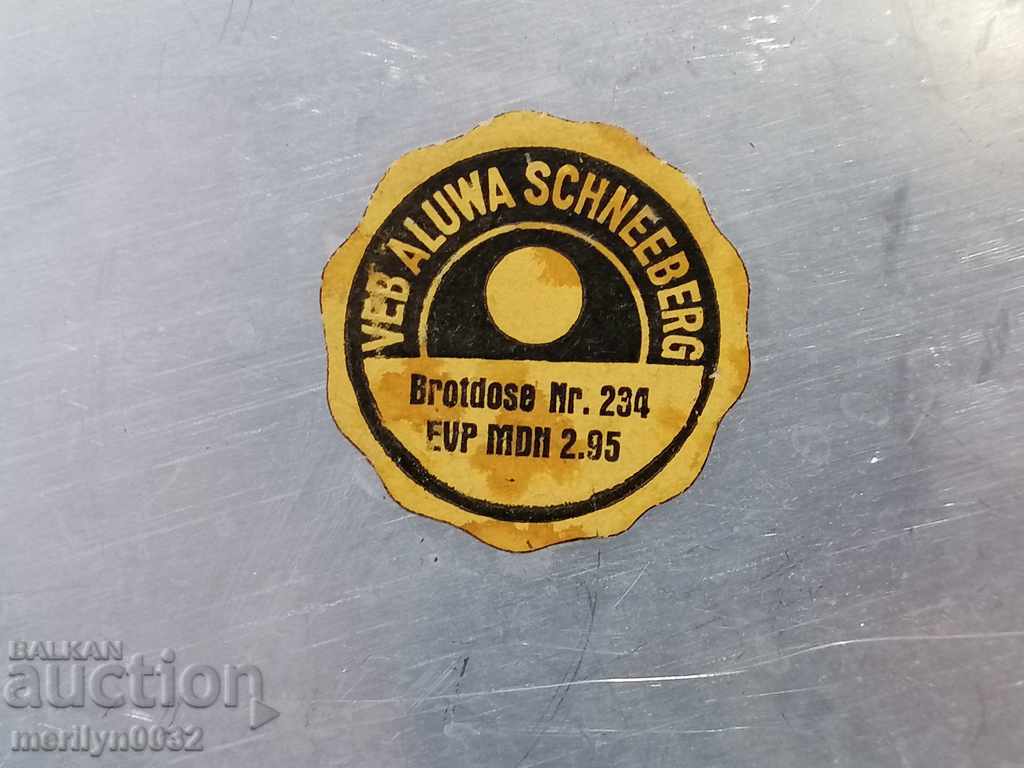 VEB ALUWA SCHNEEBERG
Brotdose Nr. 234
EVP MDN 2.95
BALKAN
auction
merilyn0032